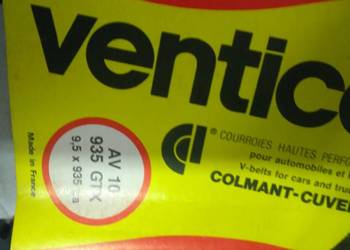 ventic
® COURROIES HAUTES PERFO
pour automobiles et
V-belts for cars and tru
COLMANT-CUVE
AV 10
935 GTX
9,5 x 935 La
Made in France